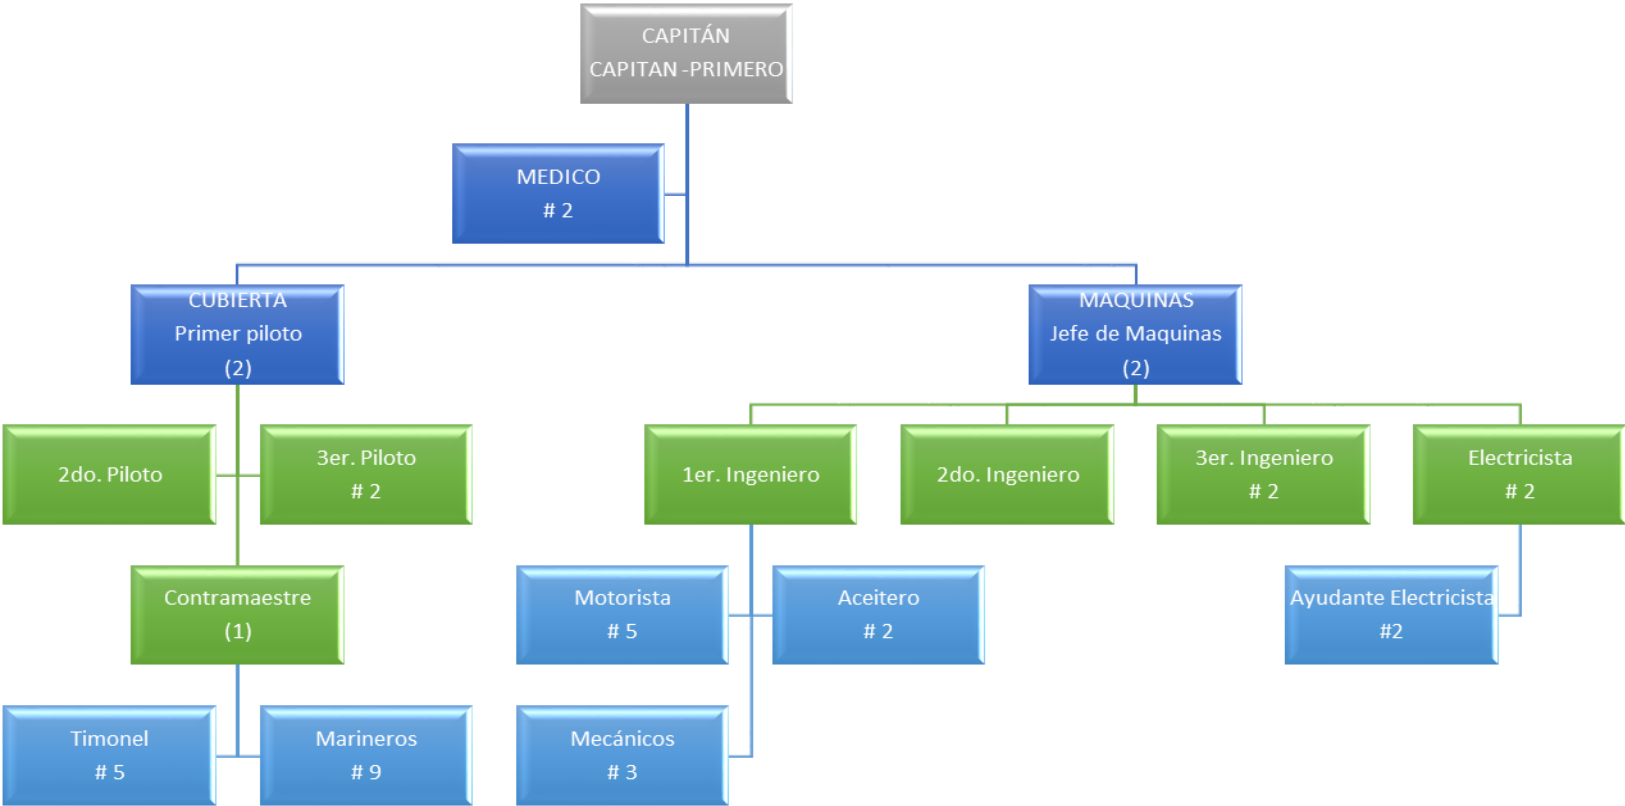 CAPITÁN
CAPITAN -PRIMERO
MEDICO
# 2
CUBIERTA
Primer piloto
(2)
MAQUINAS
Jefe de Maquinas
(2)
2do. Piloto
3er. Piloto
# 2
1er. Ingeniero
2do. Ingeniero
3er. Ingeniero
# 2
Electricista
# 2
Contramaestre
(1)
Motorista
# 5
Aceitero
# 2
Ayudante Electricista
#2
Timonel
# 5
Marineros
# 9
Mecánicos
# 3